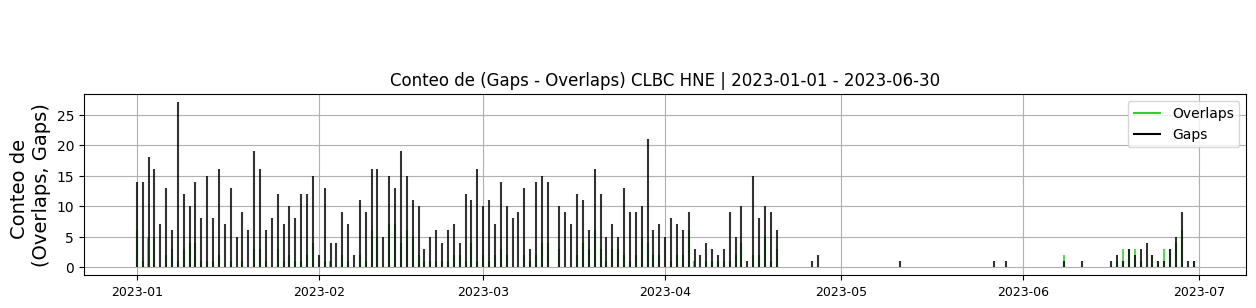 Conteo de (Gaps - Overlaps) CLBC HNE | 2023-01-01 - 2023-06-30
Conteo de
(Overlaps, Gaps)
25
20
15
10
5
0
Overlaps
Gaps
2023-01
2023-02
2023-03
2023-04
2023-05
2023-06
2023-07